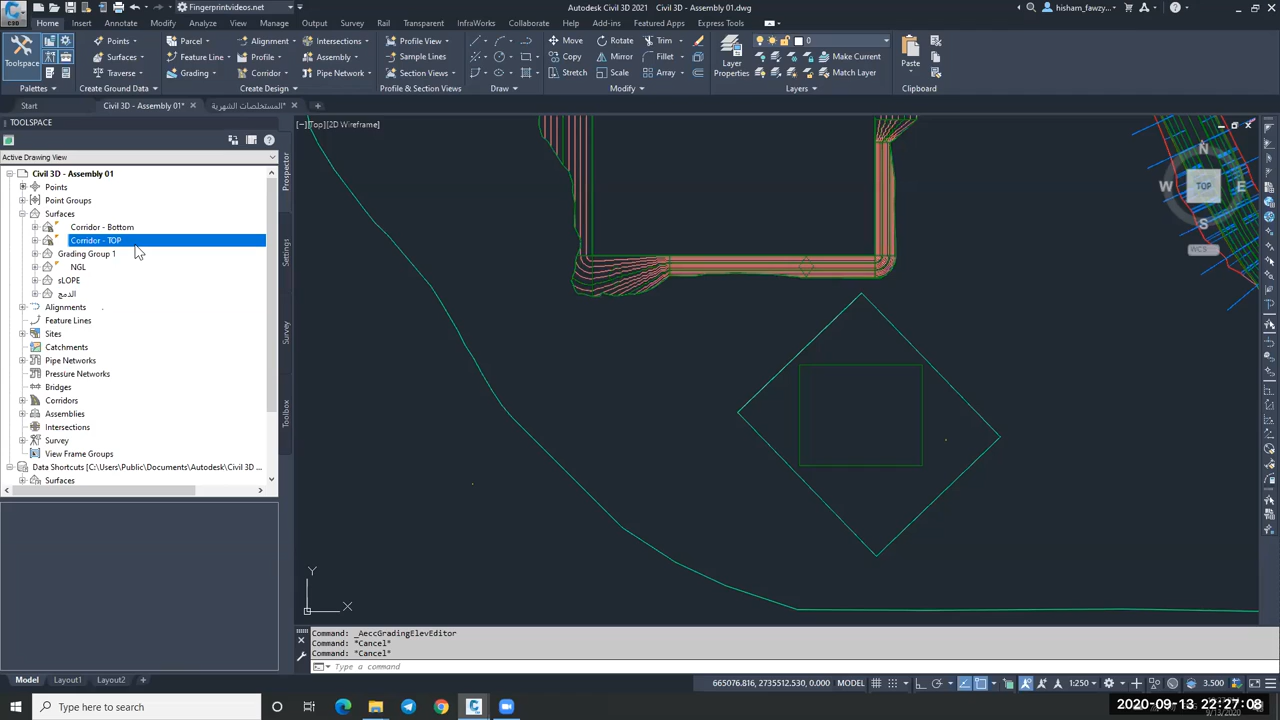 Fingerprintvideos.net
Autodesk Civil 3D 2021 Civil 3D - Assembly 01.dwg
hisham_fawzy...
C3D
Home Insert Annotate Modify Analyze View Manage Output Survey Rail Transparent InfraWorks Collaborate Help Add-ins Featured Apps Express Tools
Toolspace
Palettes
Points
Surfaces
Traverse
Create Ground Data
Parcel
Feature Line
Grading
Alignment
Profile
Corridor
Intersections
Assembly
Pipe Network
Create Design
Profile View
Sample Lines
Section Views
Profile & Section Views
Draw
Move
Copy
Stretch
Rotate
Mirror
Scale
Trim
Fillet
Array
Modify
Layer
Properties
0
Make Current
Match Layer
Layers
Paste
Clipboard
Start
Civil 3D - Assembly 01*
المستخلصات الشهرية*
TOOLSPACE
Active Drawing View
Civil 3D - Assembly 01
Points
Point Groups
Surfaces
Corridor - Bottom
Corridor - TOP
Grading Group 1
NGL
sLOPE
الدمج
Alignments
Feature Lines
Sites
Catchments
Pipe Networks
Pressure Networks
Bridges
Corridors
Assemblies
Intersections
Survey
View Frame Groups
Data Shortcuts [C:\Users\Public\Documents\Autodesk\Civil 3D ...
Surfaces
Prospector
Settings
Survey
Toolbox
[−][Top][2D Wireframe]
N
W TOP E
S
WCS
Y
X
Command: _AeccGradingElevEditor
Command: *Cancel*
Command: *Cancel*
Type a command
Model Layout1 Layout2
665076.816, 2735512.530, 0.000 MODEL
1:250
3.500
Type here to search
2020-09-13 22:27:08
9/13/2020